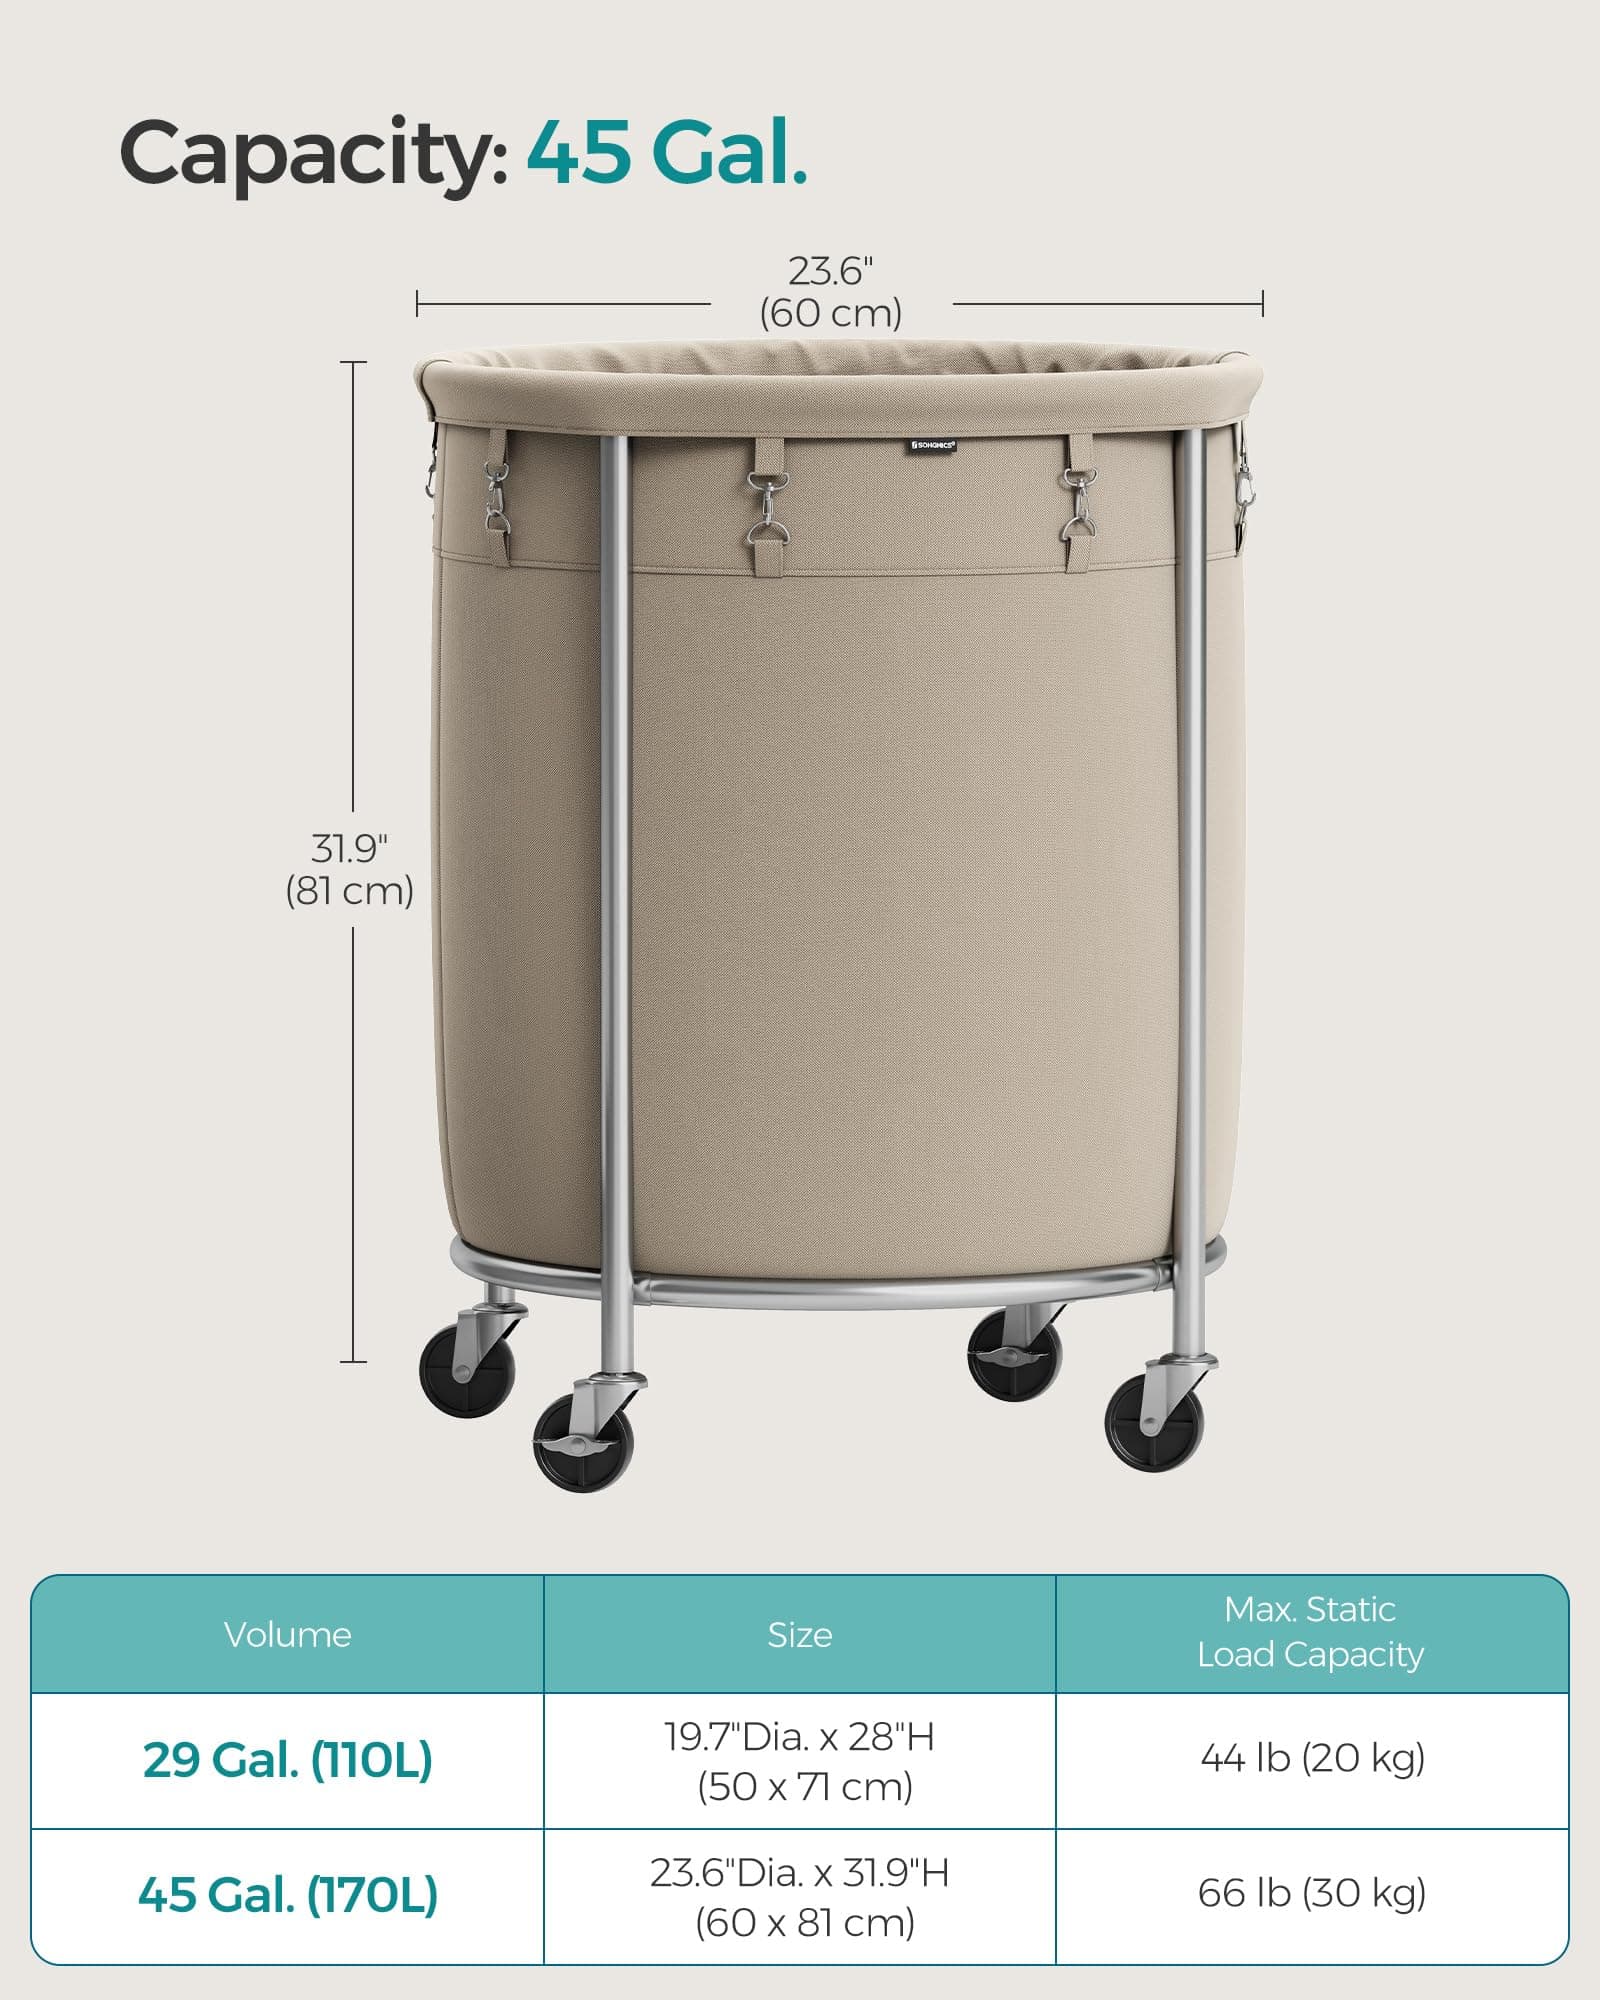 Capacity: 45 Gal.
23.6"
(60 cm)
SONGMICS®
31.9"
(81 cm)
Volume
Size
Max. Static
Load Capacity
29 Gal. (110L)
19.7"Dia. x 28"H
(50 x 71 cm)
44 lb (20 kg)
45 Gal. (170L)
23.6"Dia. x 31.9"H
(60 x 81 cm)
66 lb (30 kg)